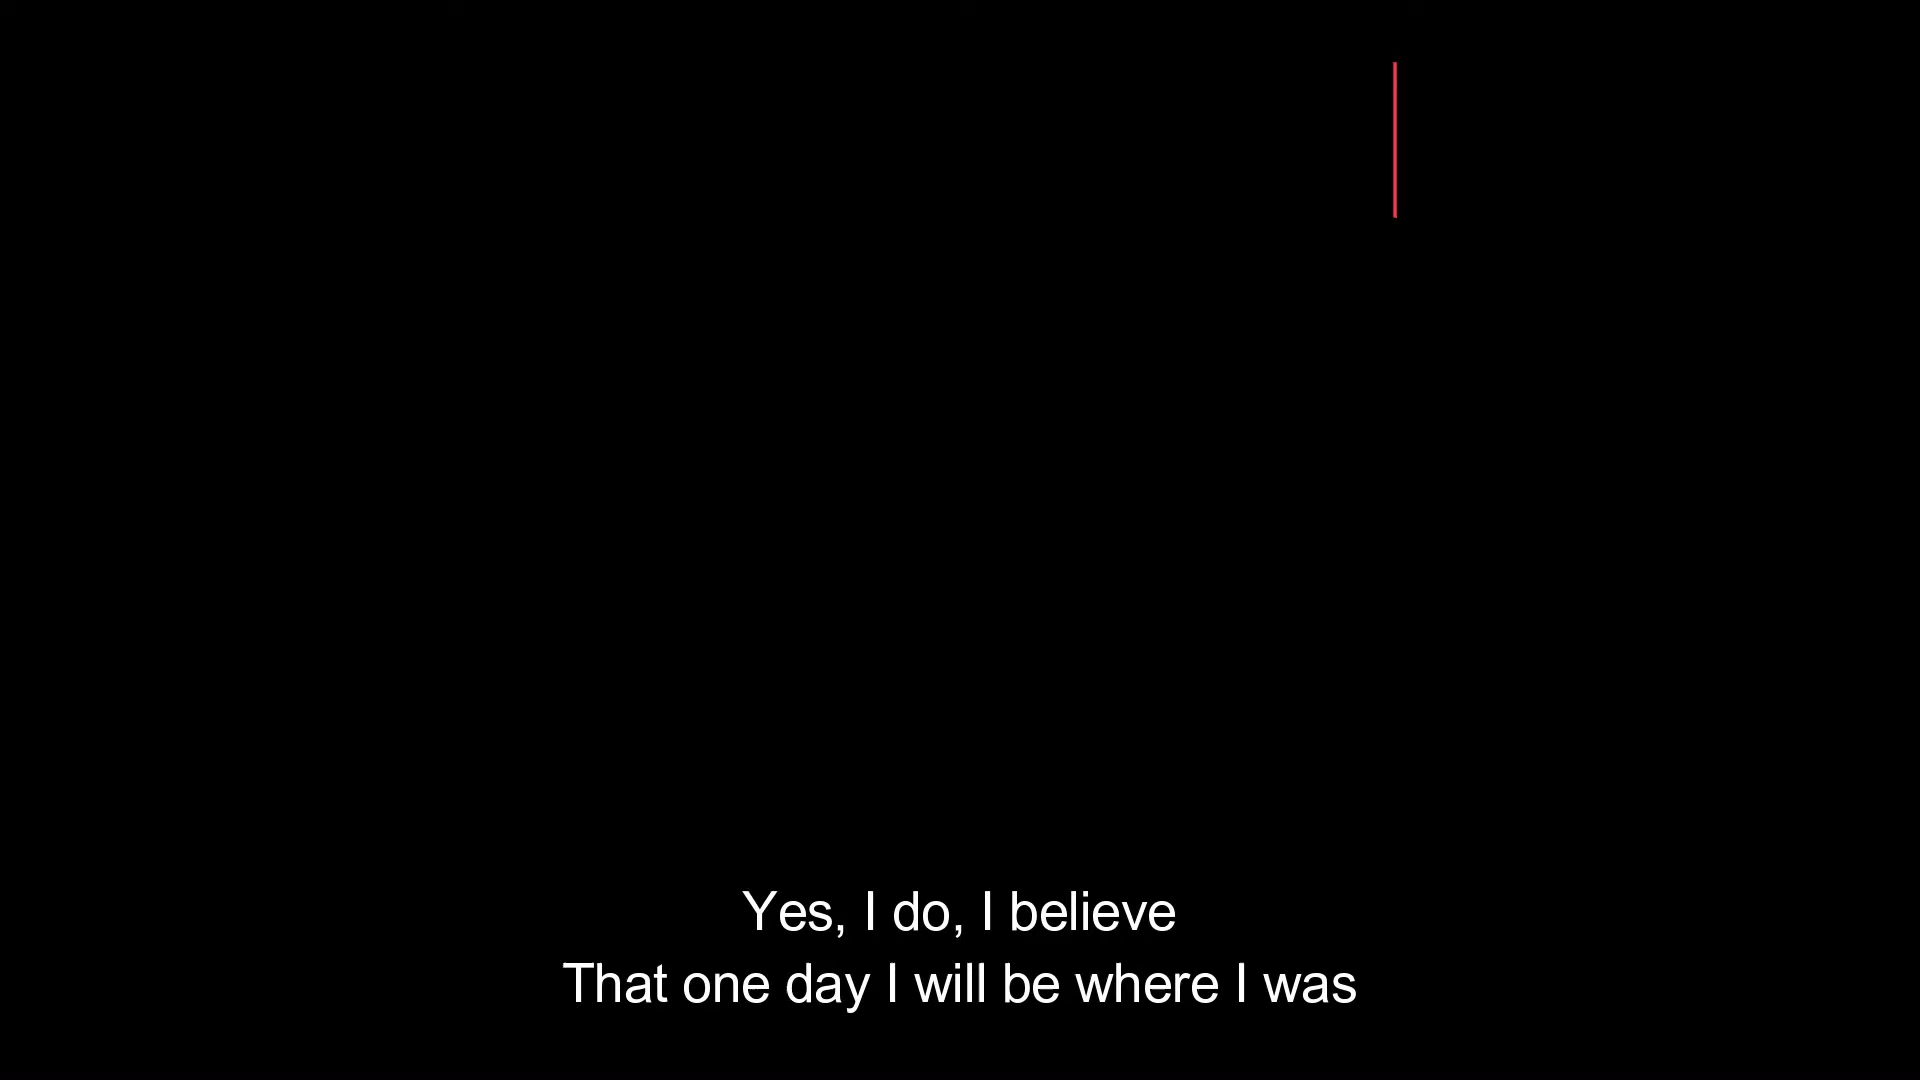 Yes, I do, I believe
That one day I will be where I was